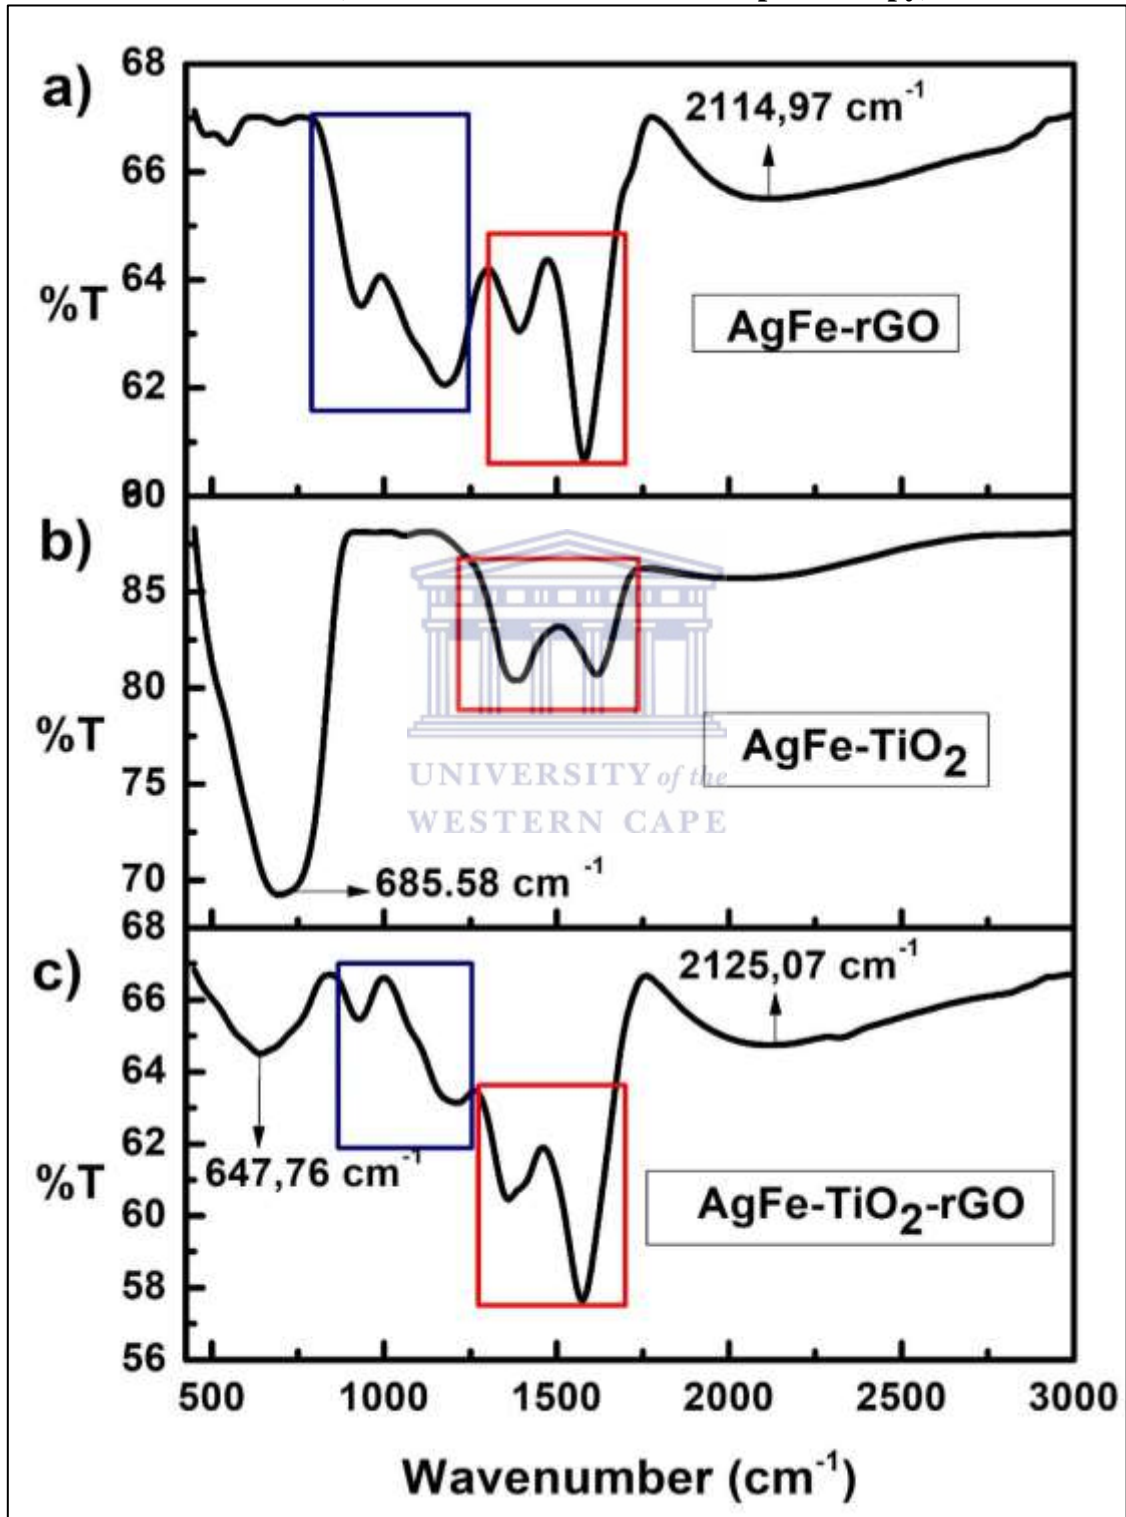 a)
68
66
64
62
60
%T
2114,97 cm-1
AgFe-rGO
b)
90
85
80
75
70
%T
AgFe-TiO2
UNIVERSITY of the
WESTERN CAPE
685.58 cm -1
c)
68
66
64
62
60
58
56
%T
2125,07 cm-1
647,76 cm-1
AgFe-TiO2-rGO
500 1000 1500 2000 2500 3000
Wavenumber (cm-1)